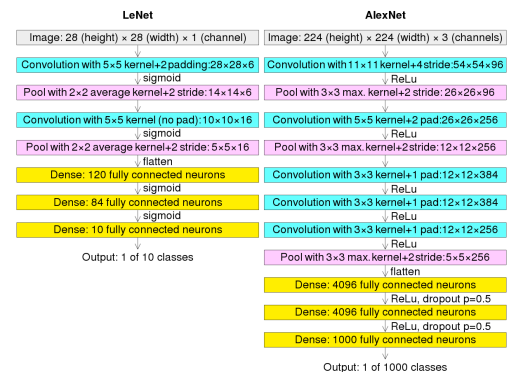 LeNet
Image: 28 (height) × 28 (width) × 1 (channel)
Convolution with 5×5 kernel+2 padding:28×28×6
sigmoid
Pool with 2×2 average kernel+2 stride:14×14×6
Convolution with 5×5 kernel (no pad):10×10×16
sigmoid
Pool with 2×2 average kernel+2 stride: 5×5×16
flatten
Dense: 120 fully connected neurons
sigmoid
Dense: 84 fully connected neurons
sigmoid
Dense: 10 fully connected neurons
Output: 1 of 10 classes
AlexNet
Image: 224 (height) × 224 (width) × 3 (channels)
Convolution with 11×11 kernel+4 stride:54×54×96
ReLu
Pool with 3×3 max. kernel+2 stride: 26×26×96
Convolution with 5×5 kernel+2 pad:26×26×256
ReLu
Pool with 3×3 max. kernel+2 stride:12×12×256
Convolution with 3×3 kernel+1 pad:12×12×384
ReLu
Convolution with 3×3 kernel+1 pad:12×12×384
ReLu
Convolution with 3×3 kernel+1 pad:12×12×256
ReLu
Pool with 3×3 max. kernel+2 stride:5×5×256
flatten
Dense: 4096 fully connected neurons
ReLu, dropout p=0.5
Dense: 4096 fully connected neurons
ReLu, dropout p=0.5
Dense: 1000 fully connected neurons
Output: 1 of 1000 classes